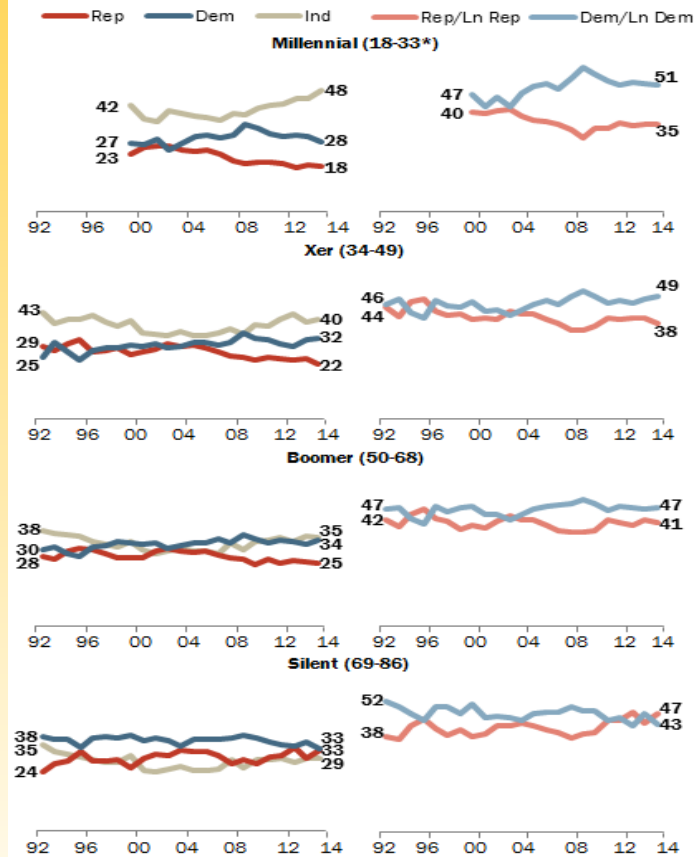 Rep Dem Ind Rep/Ln Rep Dem/Ln Dem
Millennial (18-33*)
42 48 27 28 23 18
47 51 40 35
92 96 00 04 08 12 14 92 96 00 04 08 12 14
Xer (34-49)
43 40 29 32 25 22
46 49 44 38
92 96 00 04 08 12 14 92 96 00 04 08 12 14
Boomer (50-68)
38 35 30 34 28 25
47 47 42 41
92 96 00 04 08 12 14 92 96 00 04 08 12 14
Silent (69-86)
38 33 35 33 24 29
52 47 38 43
92 96 00 04 08 12 14 92 96 00 04 08 12 14